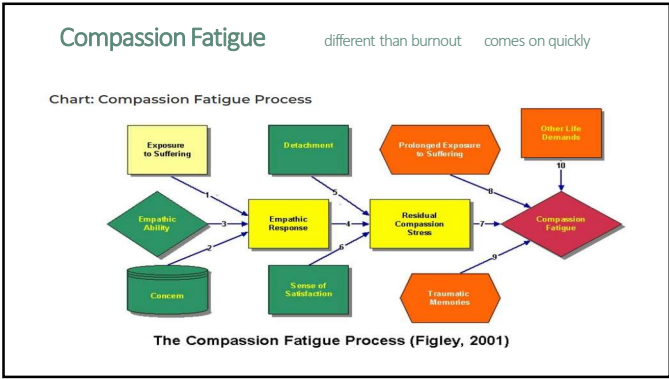 Compassion Fatigue different than burnout comes on quickly
Chart: Compassion Fatigue Process
Exposure
to Suffering
Detachment
Prolonged Exposure
to Suffering
Other Life
Demands
10
1
5
8
Empathic
Ability
3
Empathic
Response
4
Residual
Compassion
Stress
7
Compassion
Fatigue
2
6
9
Concern
Sense of
Satisfaction
Traumatic
Memories
The Compassion Fatigue Process (Figley, 2001)